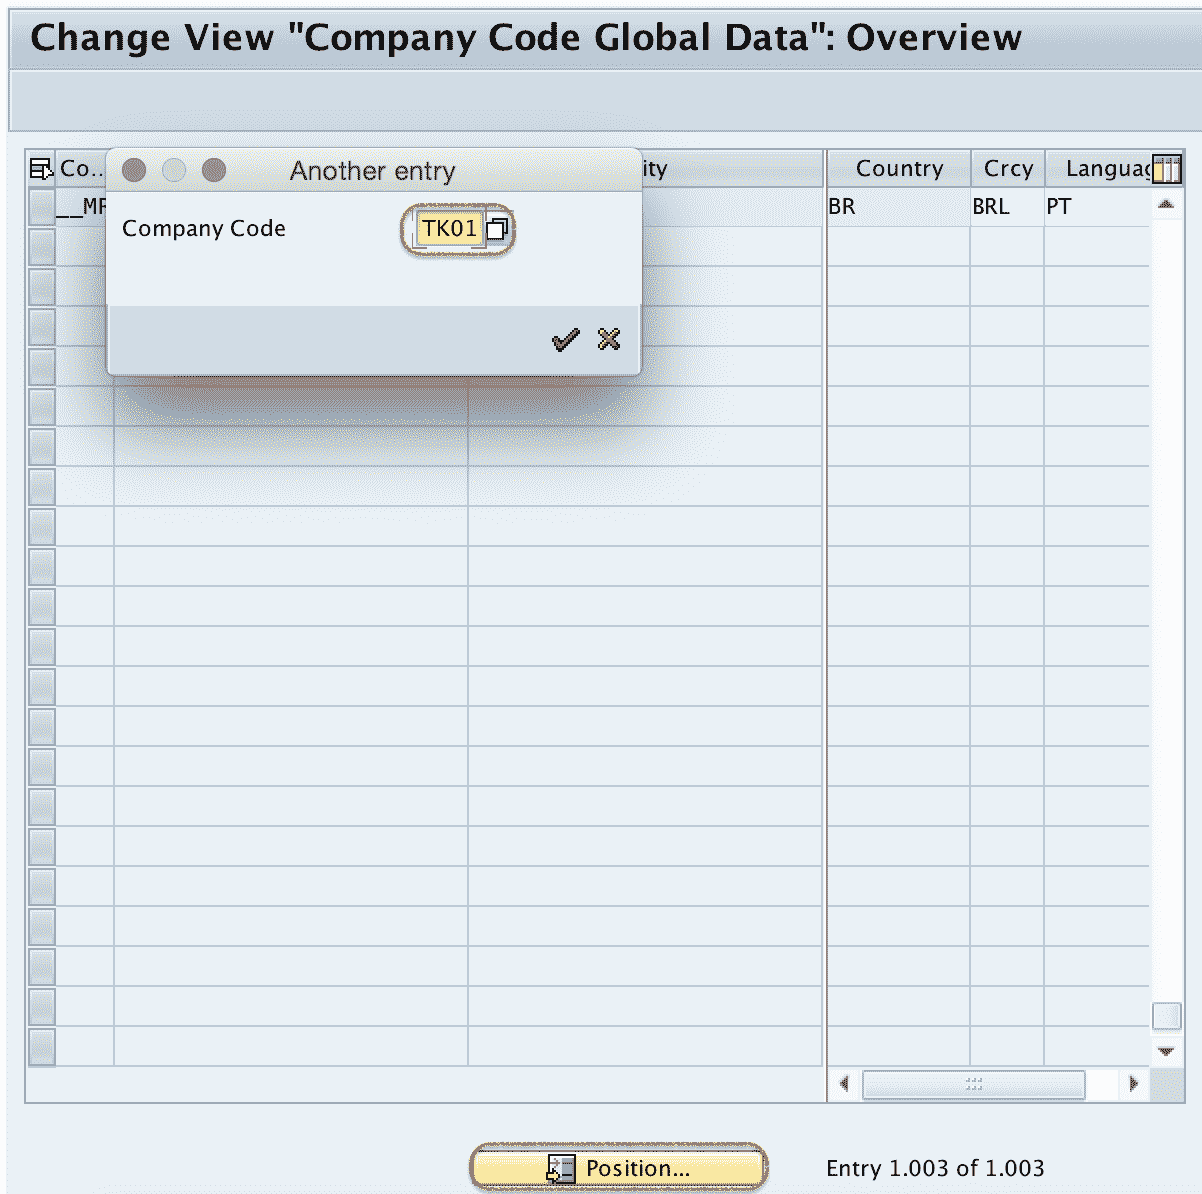 Change View "Company Code Global Data": Overview
Another entry
Co.. ity Country Crcy Languag
__MR BR BRL PT
Company Code TK01
Position... Entry 1.003 of 1.003